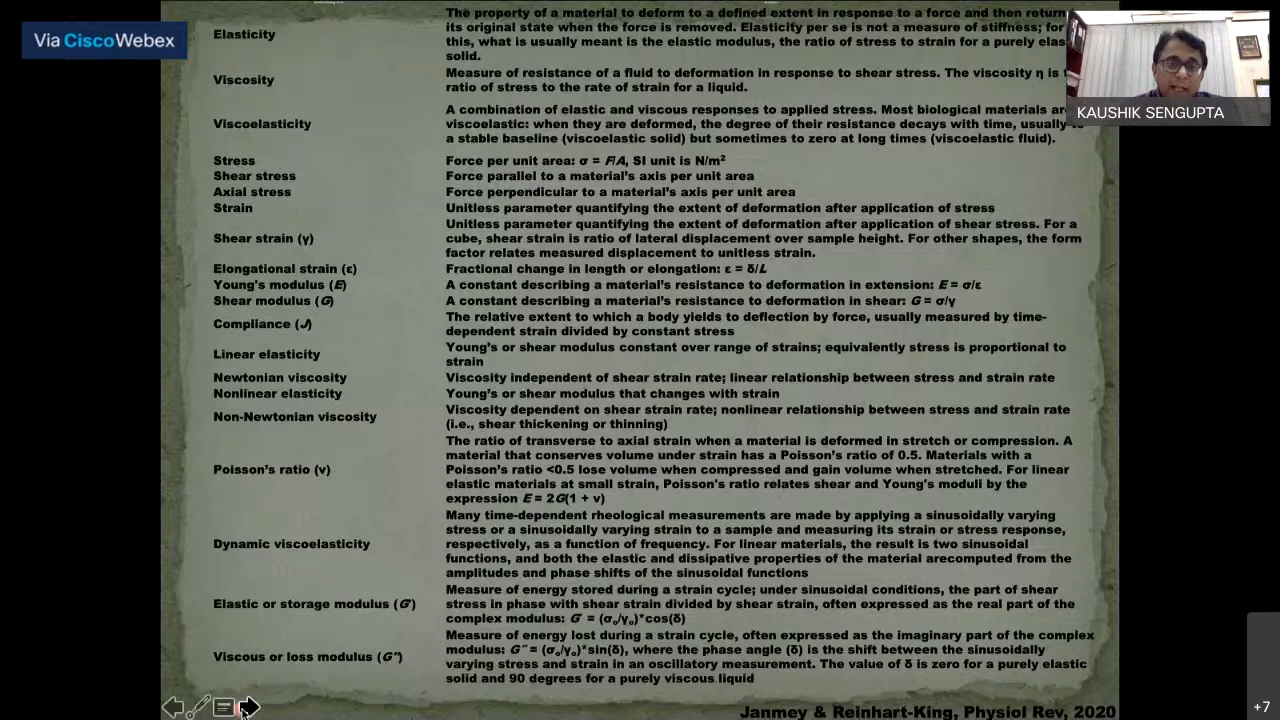 Via CiscoWebex
The property of a material to deform to a defined extent in response to a force and then return
Elasticity
its original state when the force is removed. Elasticity per se is not a measure of stiffness; for
this, what is usually meant is the elastic modulus, the ratio of stress to strain for a purely elas
solid.
Viscosity
Measure of resistance of a fluid to deformation in response to shear stress. The viscosity η is
ratio of stress to the rate of strain for a liquid.
KAUSHIK SENGUPTA
Viscoelasticity
A combination of elastic and viscous responses to applied stress. Most biological materials are
viscoelastic: when they are deformed, the degree of their resistance decays with time, usually
a stable baseline (viscoelastic solid) but sometimes to zero at long times (viscoelastic fluid).
Stress Force per unit area: σ = F/A, SI unit is N/m²
Shear stress Force parallel to a material's axis per unit area
Axial stress Force perpendicular to a material's axis per unit area
Strain Unitless parameter quantifying the extent of deformation after application of stress
Shear strain (γ)
Unitless parameter quantifying the extent of deformation after application of shear stress. For a
cube, shear strain is ratio of lateral displacement over sample height. For other shapes, the form
factor relates measured displacement to unitless strain.
Elongational strain (ε) Fractional change in length or elongation: ε = δ/L
Young's modulus (E) A constant describing a material's resistance to deformation in extension: E = σ/ε
Shear modulus (G) A constant describing a material's resistance to deformation in shear: G = σ/γ
Compliance (J)
The relative extent to which a body yields to deflection by force, usually measured by time-
dependent strain divided by constant stress
Linear elasticity
Young's or shear modulus constant over range of strains; equivalently stress is proportional to
strain
Newtonian viscosity Viscosity independent of shear strain rate; linear relationship between stress and strain rate
Nonlinear elasticity Young's or shear modulus that changes with strain
Non-Newtonian viscosity
Viscosity dependent on shear strain rate; nonlinear relationship between stress and strain rate
(i.e., shear thickening or thinning)
Poisson's ratio (ν)
The ratio of transverse to axial strain when a material is deformed in stretch or compression. A
material that conserves volume under strain has a Poisson's ratio of 0.5. Materials with a
Poisson's ratio <0.5 lose volume when compressed and gain volume when stretched. For linear
elastic materials at small strain, Poisson's ratio relates shear and Young's moduli by the
expression E = 2G(1 + ν)
Dynamic viscoelasticity
Many time-dependent rheological measurements are made by applying a sinusoidally varying
stress or a sinusoidally varying strain to a sample and measuring its strain or stress response,
respectively, as a function of frequency. For linear materials, the result is two sinusoidal
functions, and both the elastic and dissipative properties of the material arecomputed from the
amplitudes and phase shifts of the sinusoidal functions
Elastic or storage modulus (G')
Measure of energy stored during a strain cycle; under sinusoidal conditions, the part of shear
stress in phase with shear strain divided by shear strain, often expressed as the real part of the
complex modulus: G' = (σₒ/γₒ)*cos(δ)
Viscous or loss modulus (G")
Measure of energy lost during a strain cycle, often expressed as the imaginary part of the complex
modulus: G″ = (σₒ/γₒ)*sin(δ), where the phase angle (δ) is the shift between the sinusoidally
varying stress and strain in an oscillatory measurement. The value of δ is zero for a purely elastic
solid and 90 degrees for a purely viscous liquid
Janmey & Reinhart-King, Physiol Rev, 2020
+7